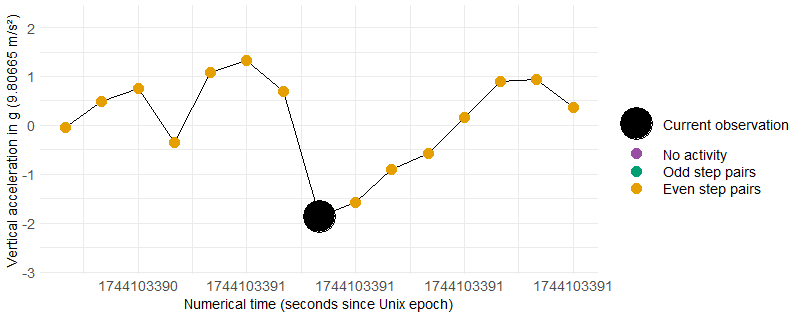 Vertical acceleration in g (9.80665 m/s²)
2
1
0
-1
-2
-3
1744103390 1744103391 1744103391 1744103391 1744103391
Numerical time (seconds since Unix epoch)
Current observation
No activity
Odd step pairs
Even step pairs